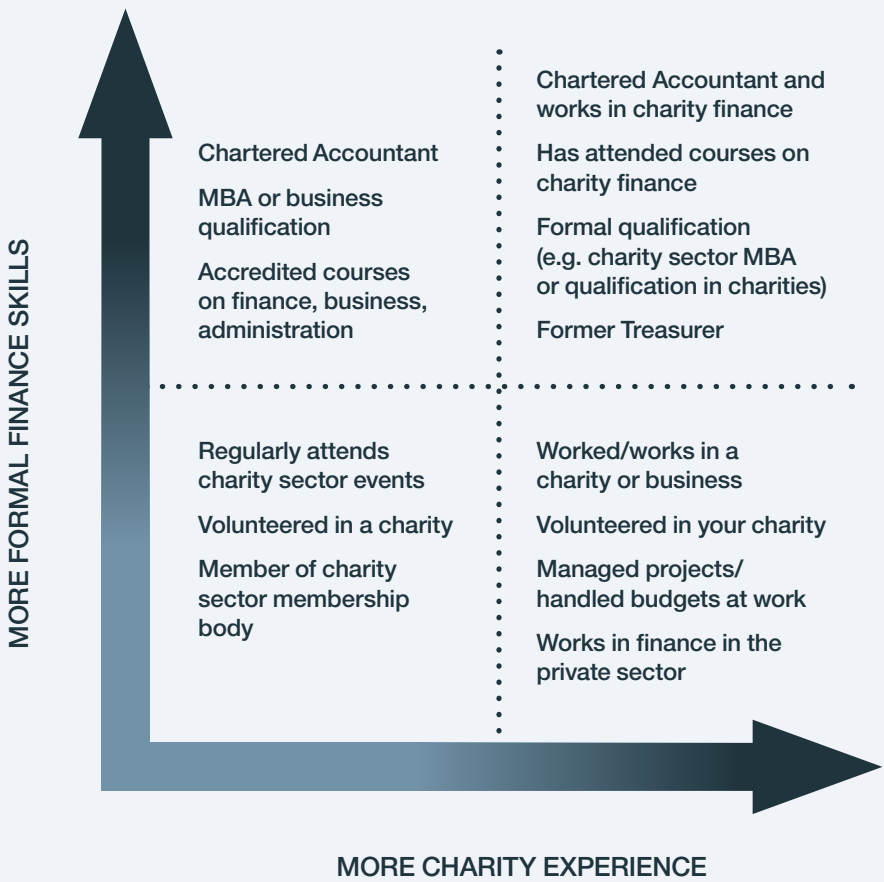 MORE FORMAL FINANCE SKILLS
Chartered Accountant
MBA or business
qualification
Accredited courses
on finance, business,
administration
Chartered Accountant and
works in charity finance
Has attended courses on
charity finance
Formal qualification
(e.g. charity sector MBA
or qualification in charities)
Former Treasurer
Regularly attends
charity sector events
Volunteered in a charity
Member of charity
sector membership
body
Worked/works in a
charity or business
Volunteered in your charity
Managed projects/
handled budgets at work
Works in finance in the
private sector
MORE CHARITY EXPERIENCE